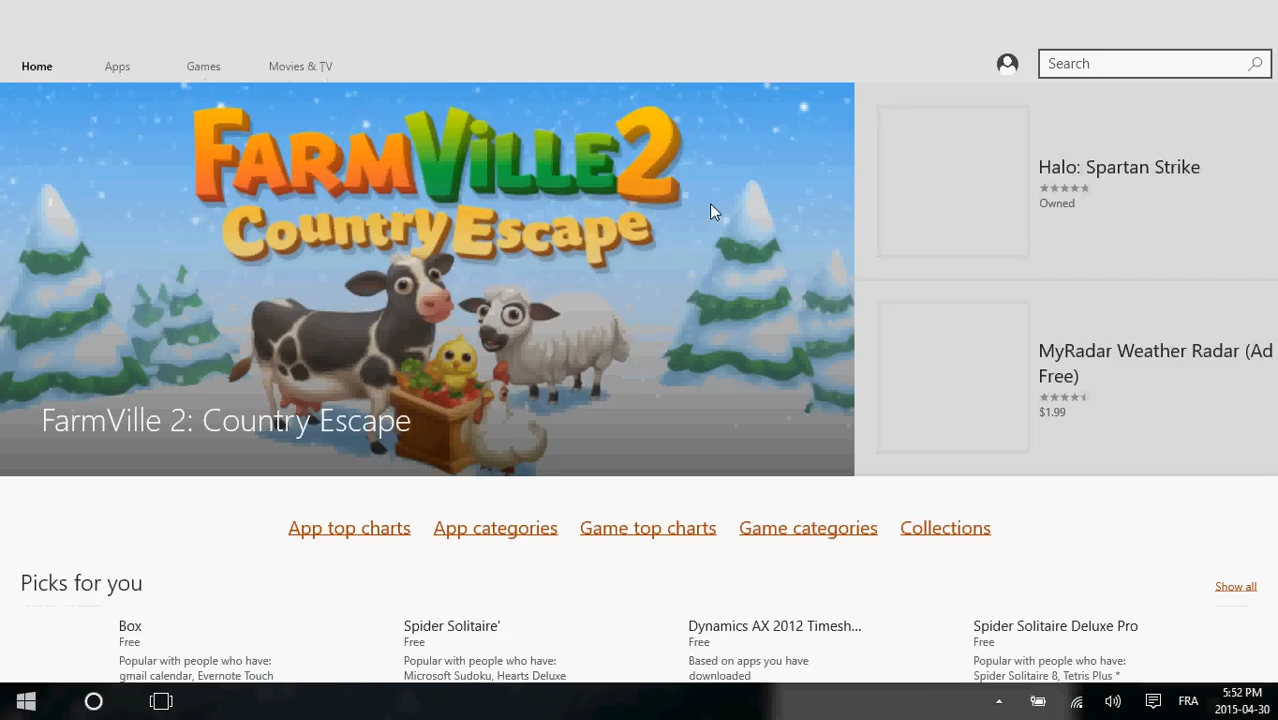 Home Apps Games Movies & TV Search
FARMVILLE 2
Country Escape
FarmVille 2: Country Escape
Halo: Spartan Strike
Owned
MyRadar Weather Radar (Ad
Free)
$1.99
App top charts App categories Game top charts Game categories Collections
Picks for you Show all
Box
Free
Popular with people who have:
gmail calendar, Evernote Touch
Spider Solitaire'
Free
Popular with people who have:
Microsoft Sudoku, Hearts Deluxe
Dynamics AX 2012 Timesh...
Free
Based on apps you have
downloaded
Spider Solitaire Deluxe Pro
Free
Popular with people who have:
Spider Solitaire 8, Tetris Plus *
FRA
5:52 PM
2015-04-30